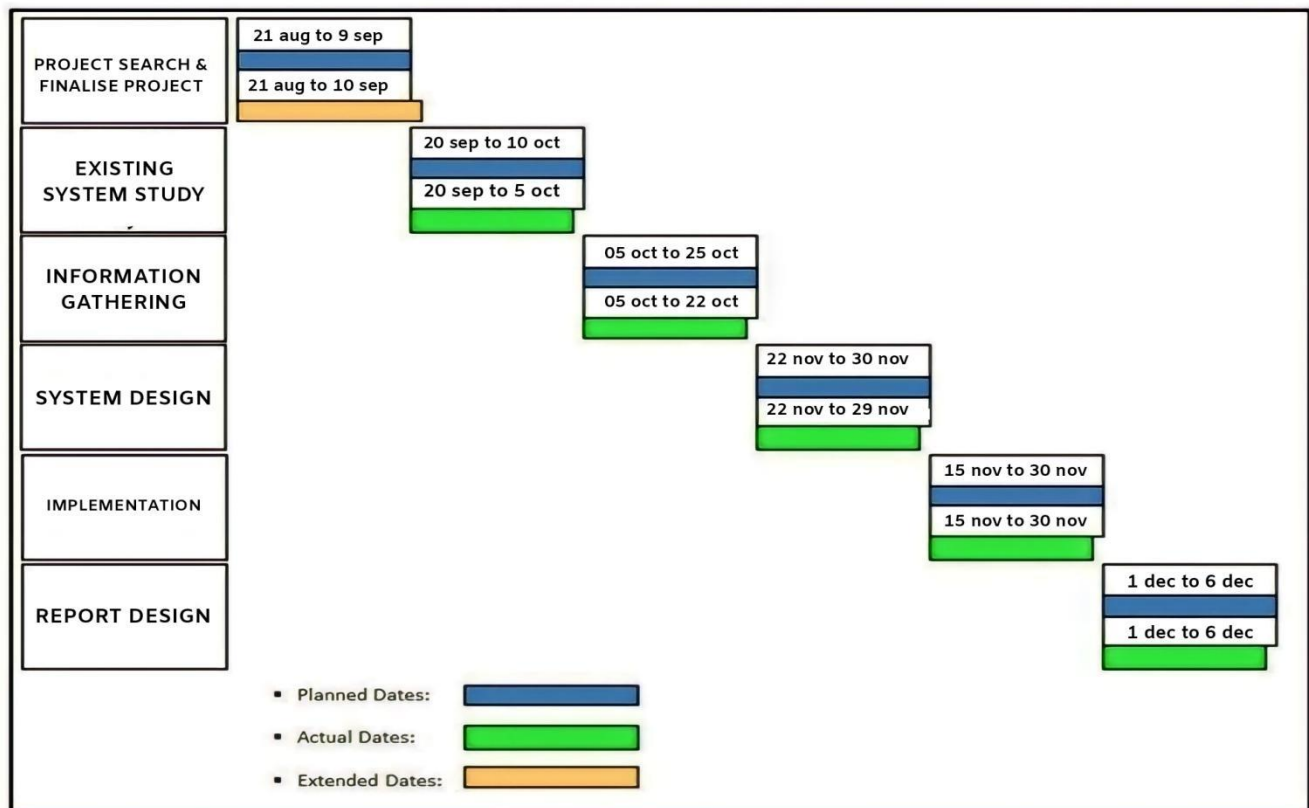 PROJECT SEARCH &
FINALISE PROJECT
21 aug to 9 sep
21 aug to 10 sep
EXISTING
SYSTEM STUDY
20 sep to 10 oct
20 sep to 5 oct
INFORMATION
GATHERING
05 oct to 25 oct
05 oct to 22 oct
SYSTEM DESIGN
22 nov to 30 nov
22 nov to 29 nov
IMPLEMENTATION
15 nov to 30 nov
15 nov to 30 nov
REPORT DESIGN
1 dec to 6 dec
1 dec to 6 dec
▪ Planned Dates:
▪ Actual Dates:
▪ Extended Dates: